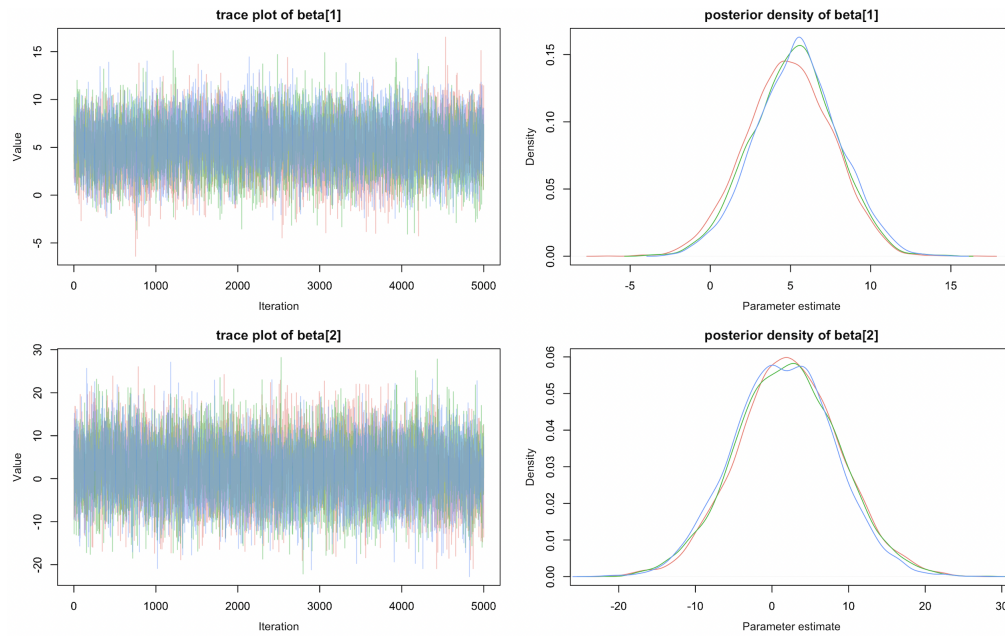 trace plot of beta[1]
15
10
5
0
-5
Value
0 1000 2000 3000 4000 5000
Iteration
posterior density of beta[1]
0.15
0.10
0.05
0.00
Density
-5 0 5 10 15
Parameter estimate
trace plot of beta[2]
30
20
10
0
-10
-20
Value
0 1000 2000 3000 4000 5000
Iteration
posterior density of beta[2]
0.06
0.05
0.04
0.03
0.02
0.01
0.00
Density
-20 -10 0 10 20 30
Parameter estimate